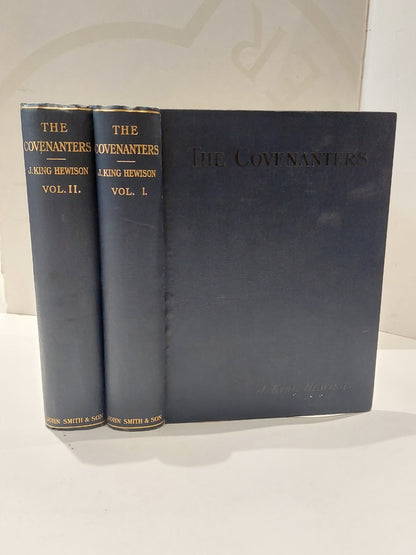 THE
COVENANTERS
J. KING HEWISON
VOL. II.
JOHN SMITH & SON
THE
COVENANTERS
J. KING HEWISON
VOL. I.
JOHN SMITH & SON
THE COVENANTERS
J. KING HEWISON